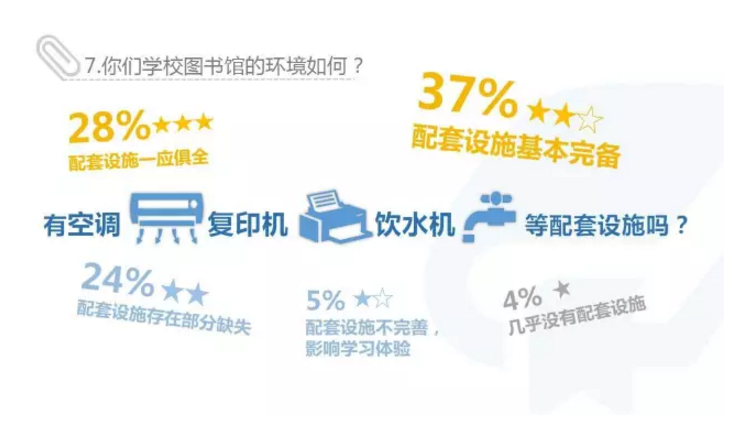 7.你们学校图书馆的环境如何？
28%
配套设施一应俱全
37%
配套设施基本完备
有空调 复印机 饮水机 等配套设施吗？
24%
配套设施存在部分缺失
5%
配套设施不完善，
影响学习体验
4%
几乎没有配套设施